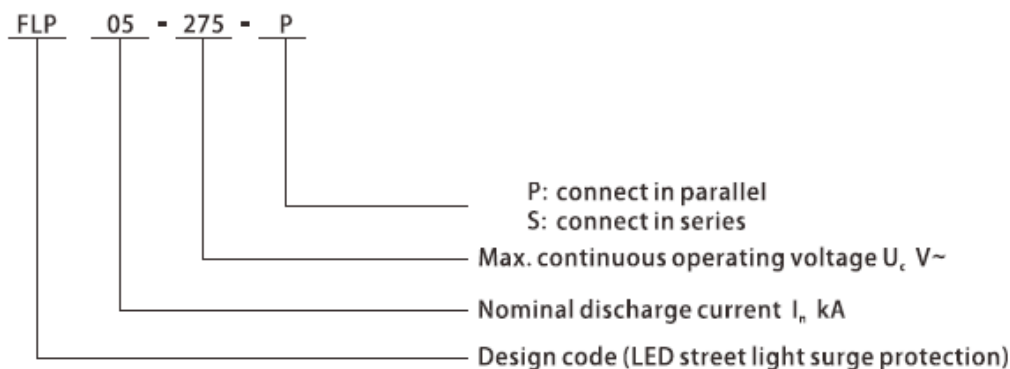 FLP 05 - 275 - P
P: connect in parallel
S: connect in series
Max. continuous operating voltage Uc V~
Nominal discharge current In kA
Design code (LED street light surge protection)